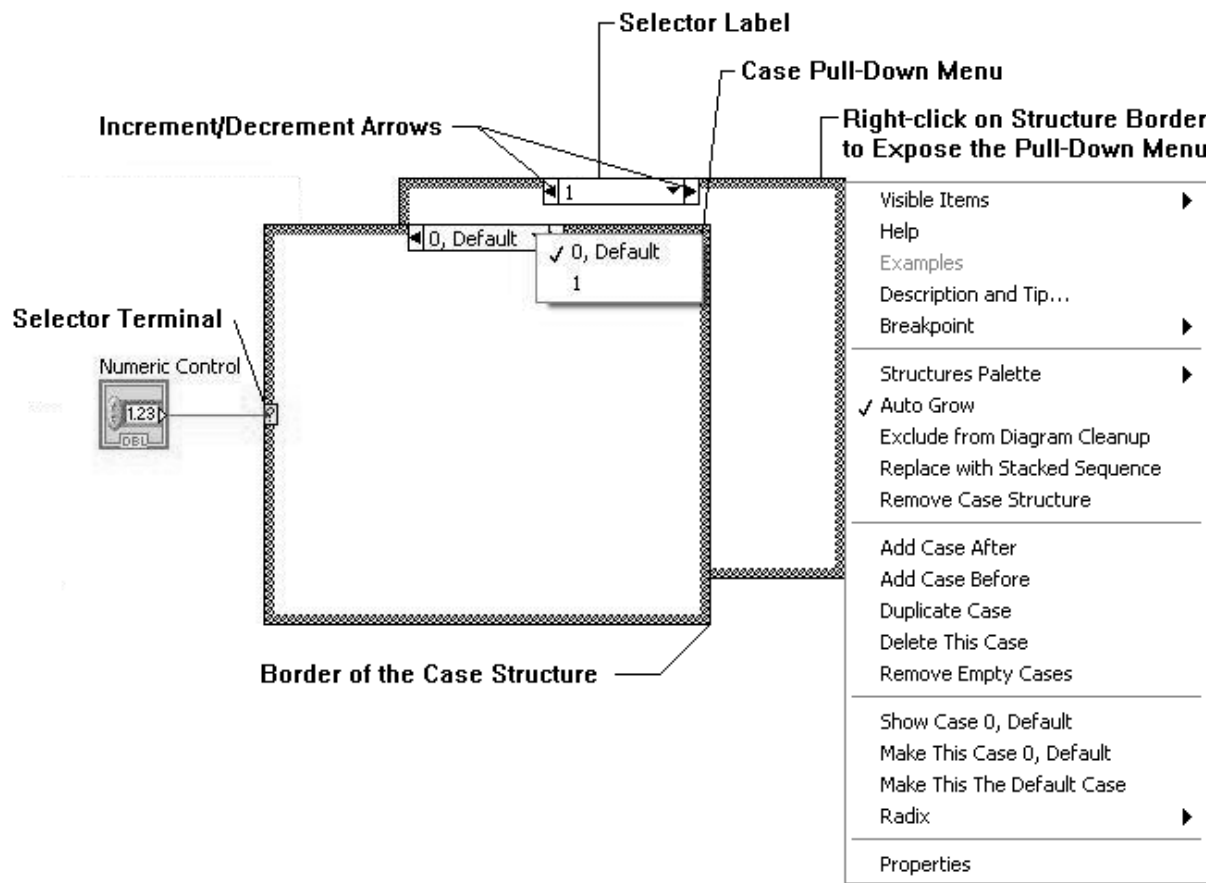 Selector Label
Case Pull-Down Menu
Increment/Decrement Arrows
Right-click on Structure Border
to Expose the Pull-Down Menu
1
0, Default
0, Default
1
Selector Terminal
Numeric Control
1.23
DBL
?
Border of the Case Structure
Visible Items
Help
Examples
Description and Tip...
Breakpoint
Structures Palette
Auto Grow
Exclude from Diagram Cleanup
Replace with Stacked Sequence
Remove Case Structure
Add Case After
Add Case Before
Duplicate Case
Delete This Case
Remove Empty Cases
Show Case 0, Default
Make This Case 0, Default
Make This The Default Case
Radix
Properties